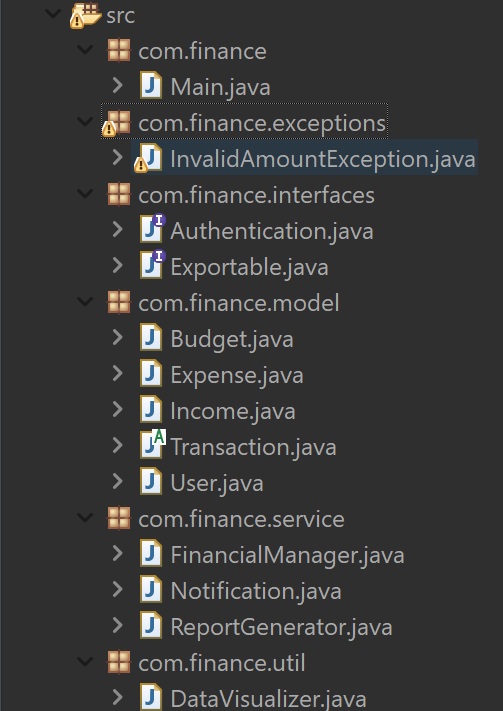 src
com.finance
Main.java
com.finance.exceptions
InvalidAmountException.java
com.finance.interfaces
Authentication.java
Exportable.java
com.finance.model
Budget.java
Expense.java
Income.java
Transaction.java
User.java
com.finance.service
FinancialManager.java
Notification.java
ReportGenerator.java
com.finance.util
DataVisualizer.java